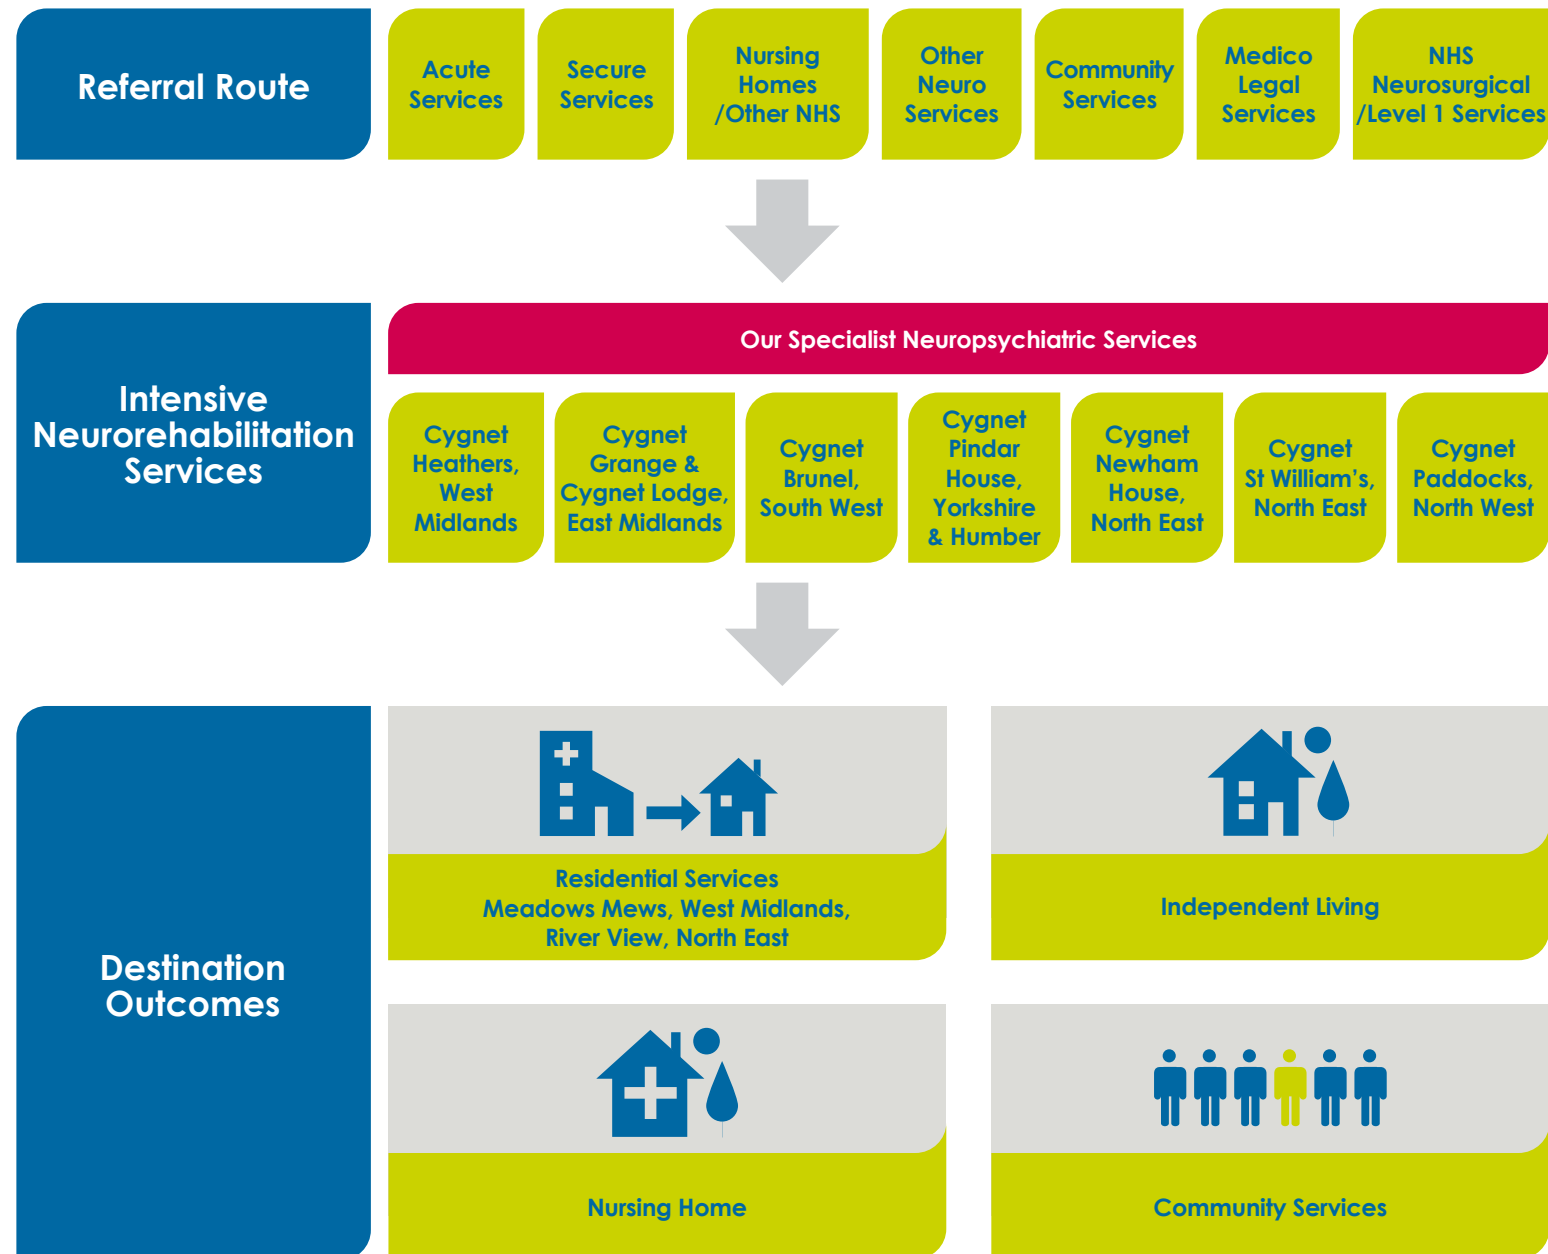 Referral Route
Acute
Services
Secure
Services
Nursing
Homes
/Other NHS
Other
Neuro
Services
Community
Services
Medico
Legal
Services
NHS
Neurosurgical
/Level 1 Services
Intensive
Neurorehabilitation
Services
Our Specialist Neuropsychiatric Services
Cygnet
Heathers,
West
Midlands
Cygnet
Grange &
Cygnet Lodge,
East Midlands
Cygnet
Brunel,
South West
Cygnet
Pindar
House,
Yorkshire
& Humber
Cygnet
Newham
House,
North East
Cygnet
St William's,
North East
Cygnet
Paddocks,
North West
Destination
Outcomes
Residential Services
Meadows Mews, West Midlands,
River View, North East
Independent Living
Nursing Home
Community Services